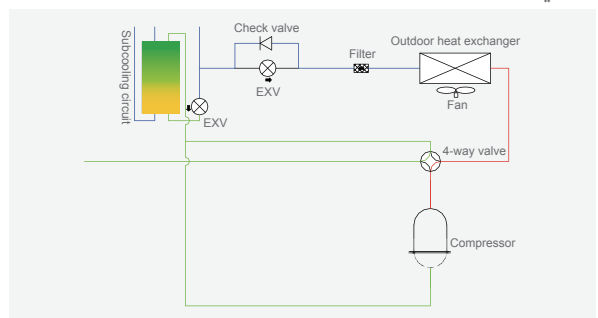 Check valve
Filter
Outdoor heat exchanger
Subcooling circuit
EXV
Fan
EXV
4-way valve
Compressor